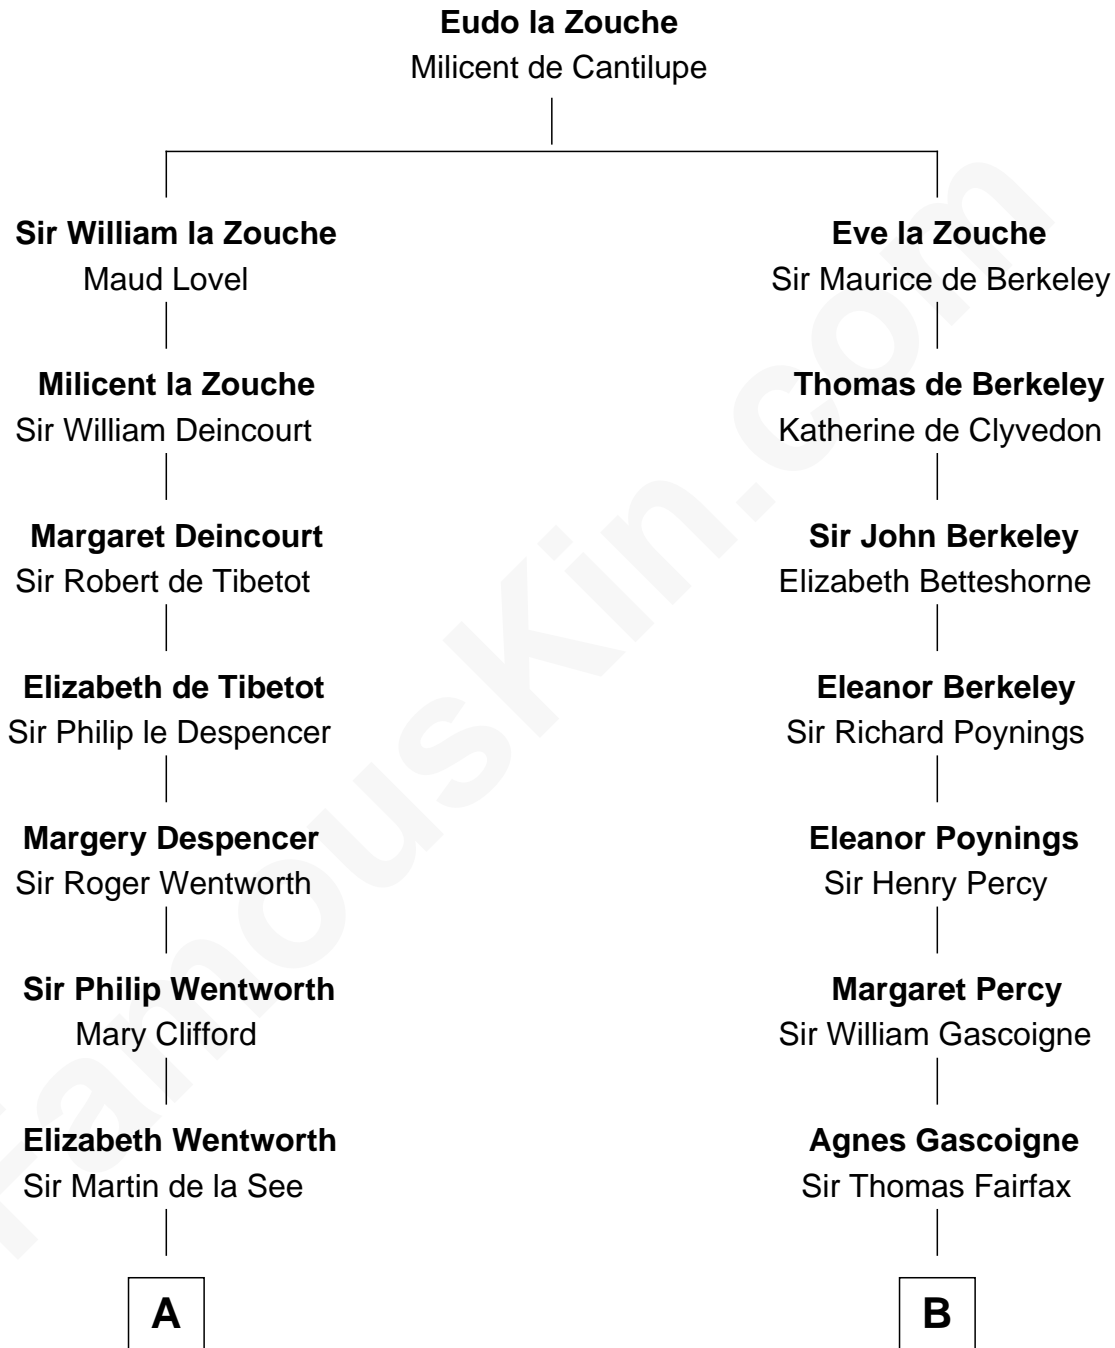 Eudo la Zouche
Milicent de Cantilupe
Sir William la Zouche
Maud Lovel
Eve la Zouche
Sir Maurice de Berkeley
Milicent la Zouche
Sir William Deincourt
Thomas de Berkeley
Katherine de Clyvedon
Margaret Deincourt
Sir Robert de Tibetot
Sir John Berkeley
Elizabeth Betteshorne
Elizabeth de Tibetot
Sir Philip le Despencer
Eleanor Berkeley
Sir Richard Poynings
Margery Despencer
Sir Roger Wentworth
Eleanor Poynings
Sir Henry Percy
Sir Philip Wentworth
Mary Clifford
Margaret Percy
Sir William Gascoigne
Elizabeth Wentworth
Sir Martin de la See
Agnes Gascoigne
Sir Thomas Fairfax
A
B
FamousKin.com